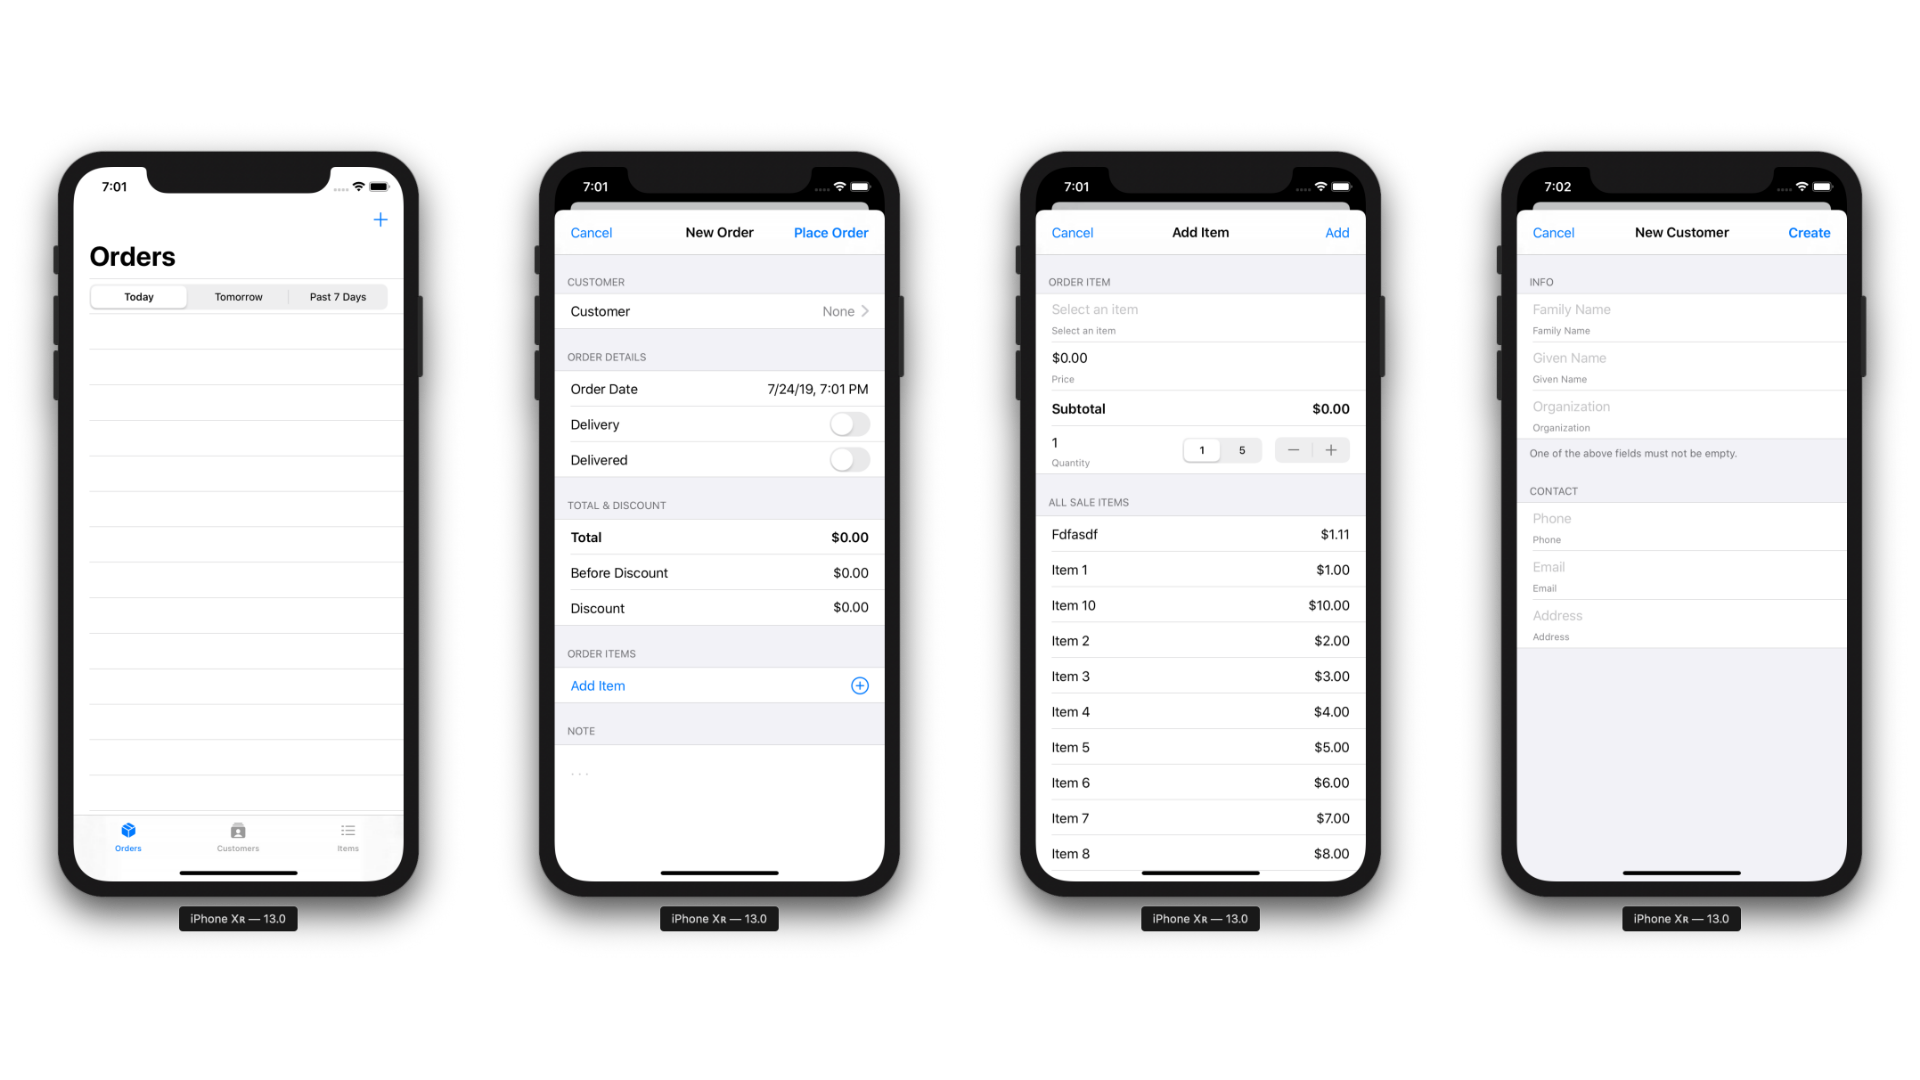 7:01
Orders
Today Tomorrow Past 7 Days
Orders Customers Items
iPhone Xʀ — 13.0
7:01
Cancel New Order Place Order
CUSTOMER
Customer None
ORDER DETAILS
Order Date 7/24/19, 7:01 PM
Delivery
Delivered
TOTAL & DISCOUNT
Total $0.00
Before Discount $0.00
Discount $0.00
ORDER ITEMS
Add Item
NOTE
...
iPhone Xʀ — 13.0
7:01
Cancel Add Item Add
ORDER ITEM
Select an item
Select an item
$0.00
Price
Subtotal $0.00
1
Quantity
1 5
ALL SALE ITEMS
Fdfasdf $1.11
Item 1 $1.00
Item 10 $10.00
Item 2 $2.00
Item 3 $3.00
Item 4 $4.00
Item 5 $5.00
Item 6 $6.00
Item 7 $7.00
Item 8 $8.00
iPhone Xʀ — 13.0
7:02
Cancel New Customer Create
INFO
Family Name
Family Name
Given Name
Given Name
Organization
Organization
One of the above fields must not be empty.
CONTACT
Phone
Phone
Email
Email
Address
Address
iPhone Xʀ — 13.0